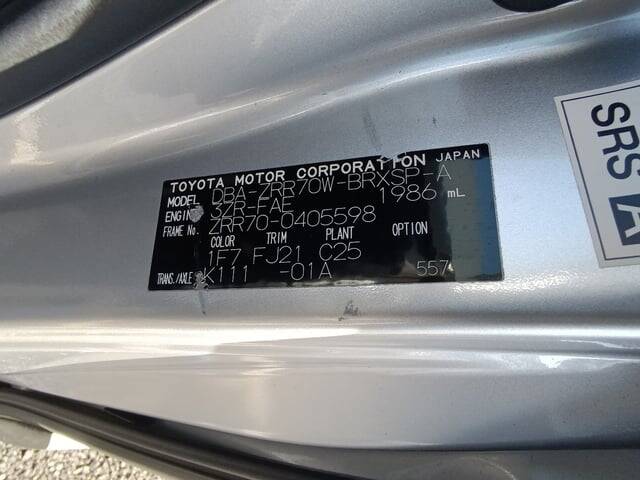 TOYOTA MOTOR CORPORATION JAPAN
MODEL DBA-ZRR70W-BRXSP-A
ENGINE 3ZR-FAE 1986 mL
FRAME No. ZRR70-0405598
COLOR TRIM PLANT OPTION
1F7 FJ21 C25
TRANS./AXLE K111 -01A 557
SRS A